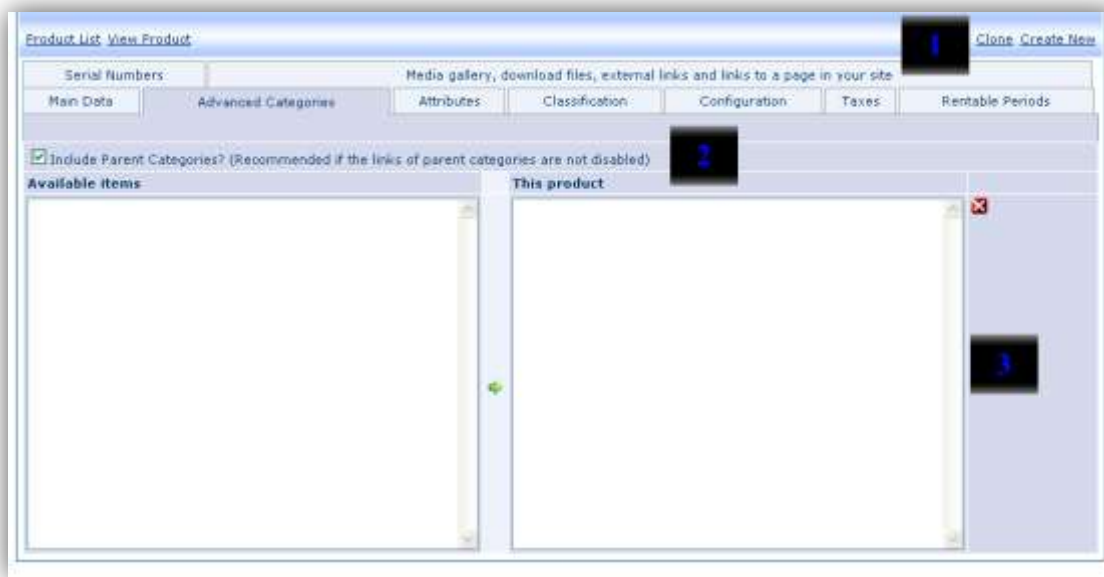 Product List View Product 1 Clone Create New
Serial Numbers Media gallery, download files, external links and links to a page in your site
Main Data Advanced Categories Attributes Classification Configuration Taxes Rentable Periods
Include Parent Categories? (Recommended if the links of parent categories are not disabled) 2
Available items This product
3